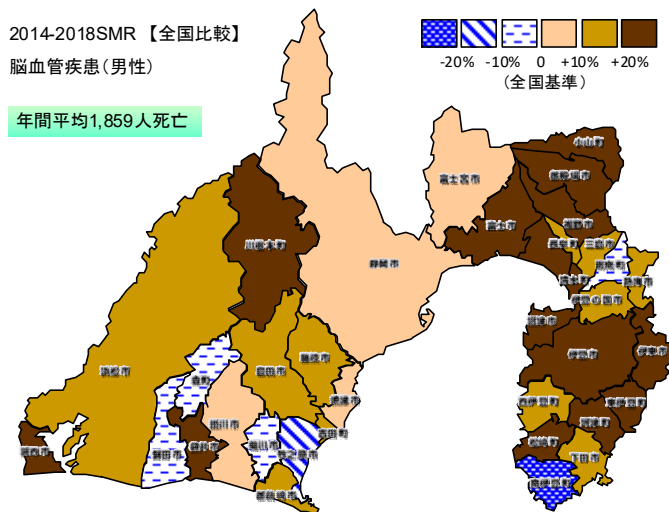 2014-2018SMR 【全国比較】
脳血管疾患(男性)
年間平均1,859人死亡
-20% -10% 0 +10% +20%
(全国基準)
小山町
御殿場市
富士宮市
富士市
裾野市
長泉町
三島市
函南町
熱海市
清水町
伊豆の国市
沼津市
伊豆市
伊東市
川根本町
静岡市
浜松市
森町
島田市
藤枝市
焼津市
掛川市
吉田町
西伊豆町
東伊豆町
河津町
湖西市
磐田市
袋井市
菊川市
牧之原市
松崎町
下田市
御前崎市
南伊豆町